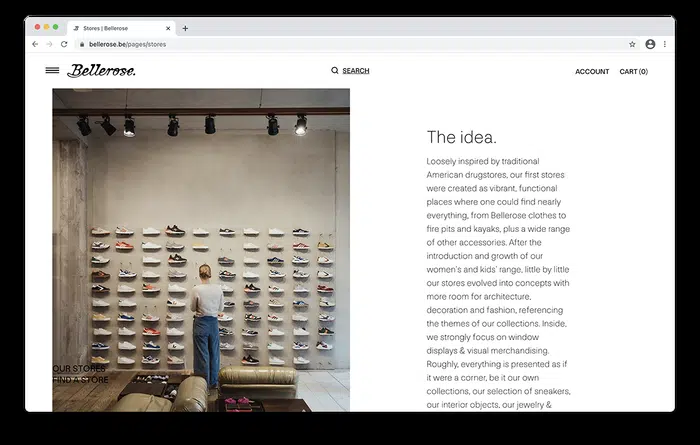 Stores | Bellerose
bellerose.be/pages/stores
Bellerose.
SEARCH
ACCOUNT
CART (0)
OUR STORES
FIND A STORE
The idea.
Loosely inspired by traditional
American drugstores, our first stores
were created as vibrant, functional
places where one could find nearly
everything, from Bellerose clothes to
fire pits and kayaks, plus a wide range
of other accessories. After the
introduction and growth of our
women's and kids' range, little by little
our stores evolved into concepts with
more room for architecture,
decoration and fashion, referencing
the themes of our collections. Inside,
we strongly focus on window
displays & visual merchandising.
Roughly, everything is presented as if
it were a corner, be it our own
collections, our selection of sneakers,
our interior objects, our jewelry &